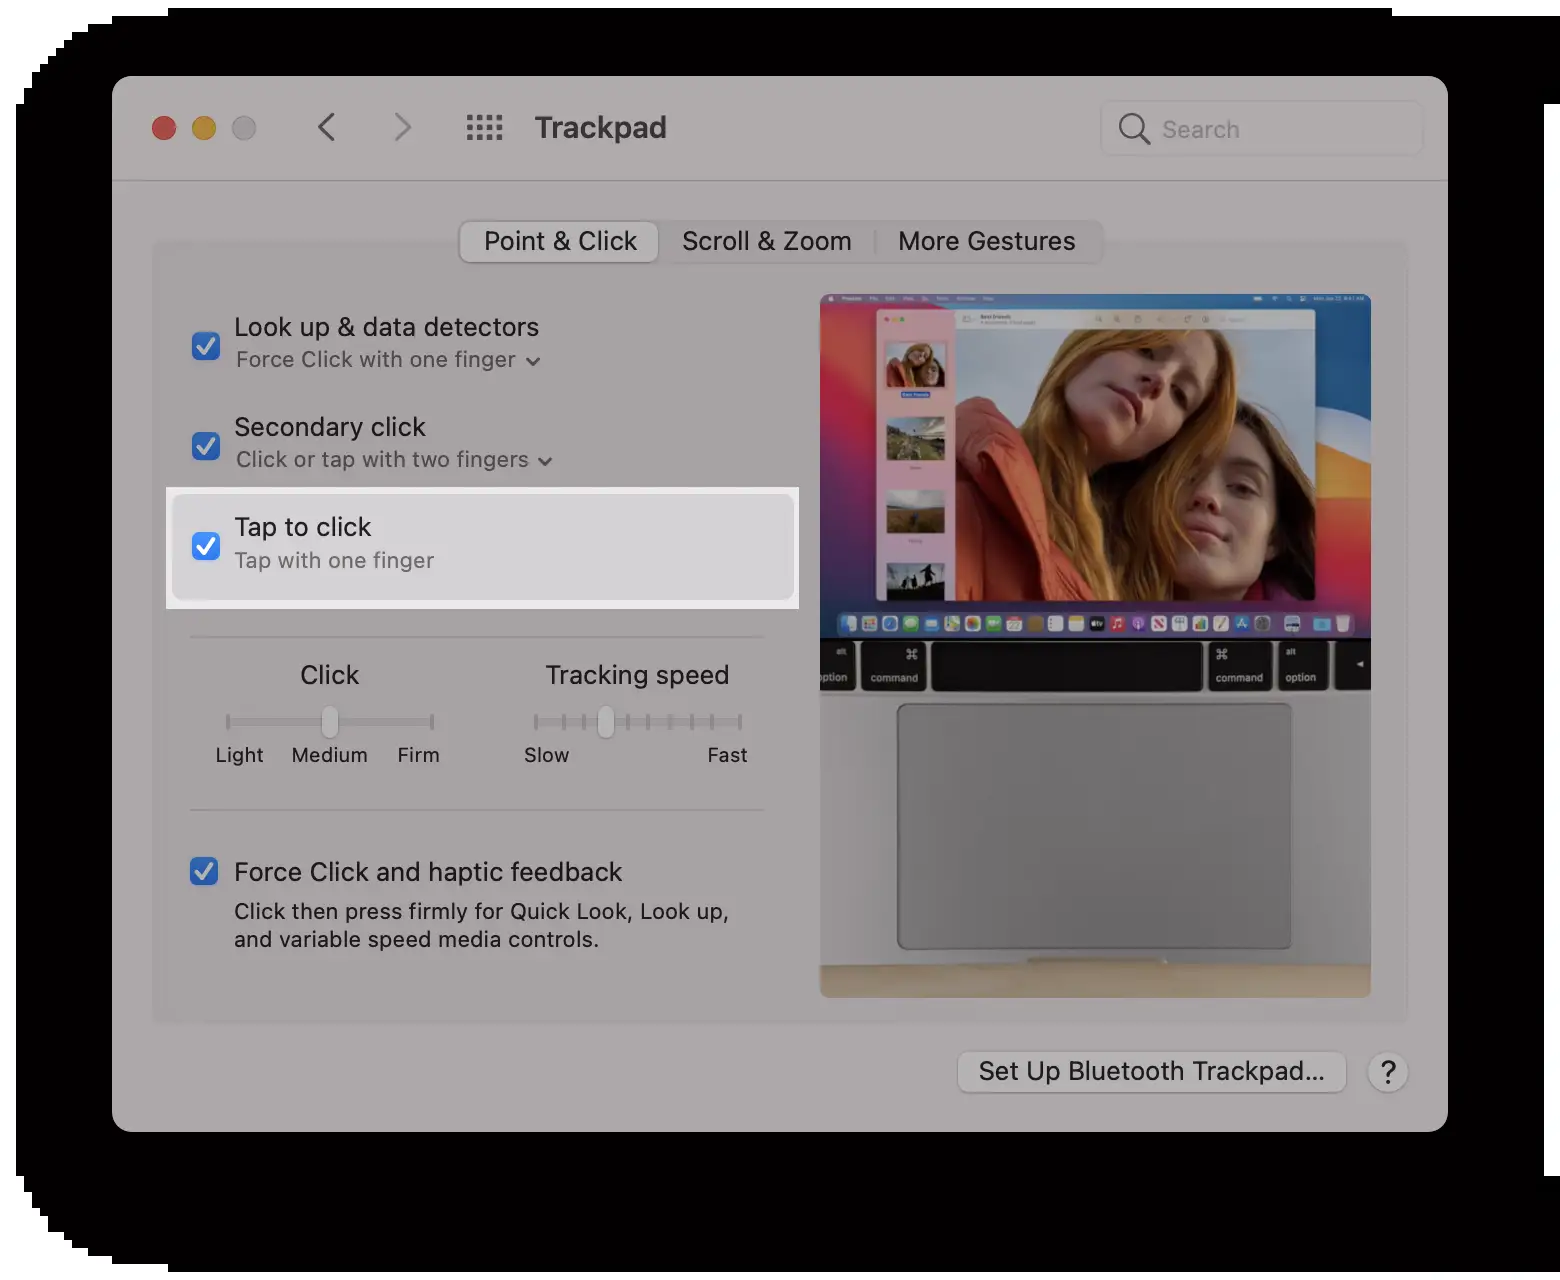 Trackpad
Search
Point & Click
Scroll & Zoom
More Gestures
Look up & data detectors
Force Click with one finger
Secondary click
Click or tap with two fingers
Tap to click
Tap with one finger
Click
Tracking speed
Light
Medium
Firm
Slow
Fast
Force Click and haptic feedback
Click then press firmly for Quick Look, Look up,
and variable speed media controls.
alt
option
⌘
command
⌘
command
alt
option
Set Up Bluetooth Trackpad...
?